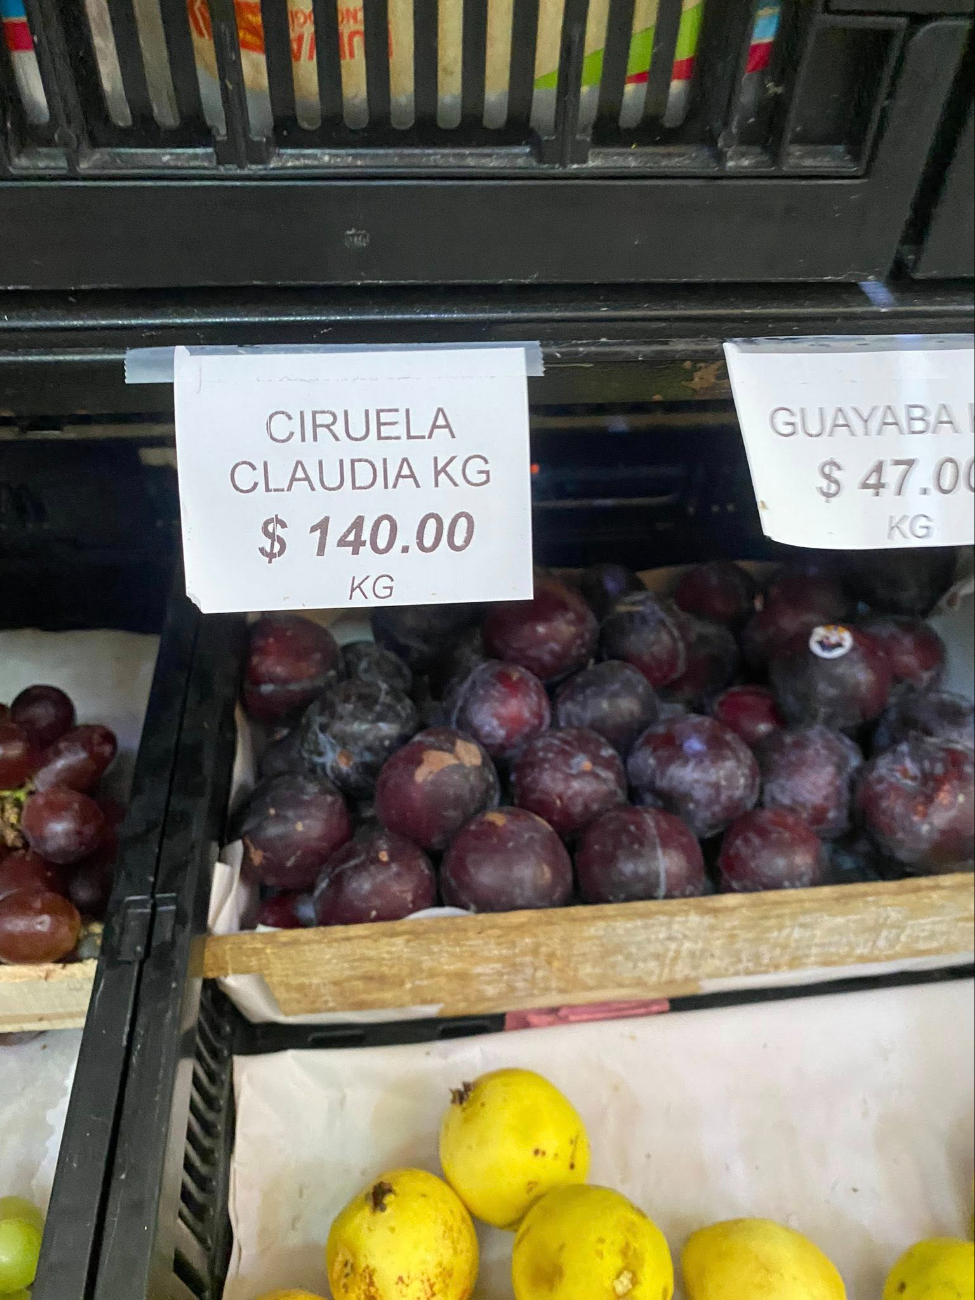 CIRUELA
CLAUDIA KG
$ 140.00
KG
GUAYABA
$ 47.00
KG